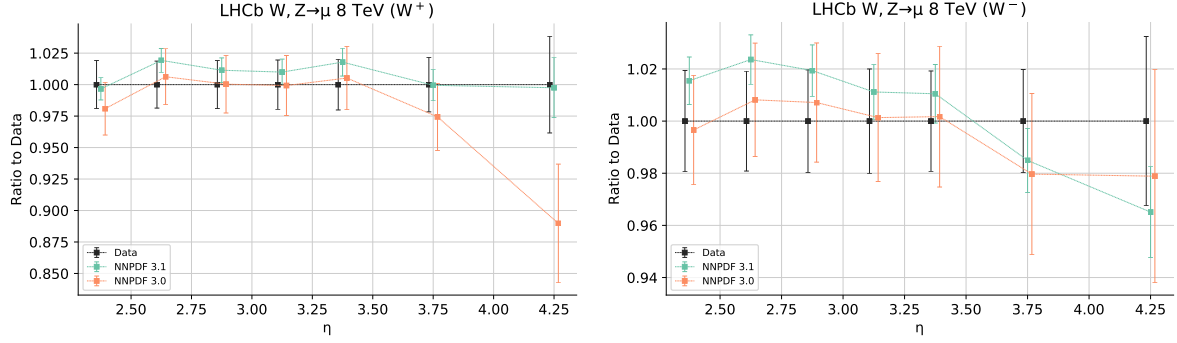 LHCb W, Z→μ 8 TeV (W⁺)
1.025
1.000
0.975
0.950
0.925
0.900
0.875
0.850
Ratio to Data
Data
NNPDF 3.1
NNPDF 3.0
2.50 2.75 3.00 3.25 3.50 3.75 4.00 4.25
η
LHCb W, Z→μ 8 TeV (W⁻)
1.02
1.00
0.98
0.96
0.94
Ratio to Data
Data
NNPDF 3.1
NNPDF 3.0
2.50 2.75 3.00 3.25 3.50 3.75 4.00 4.25
η